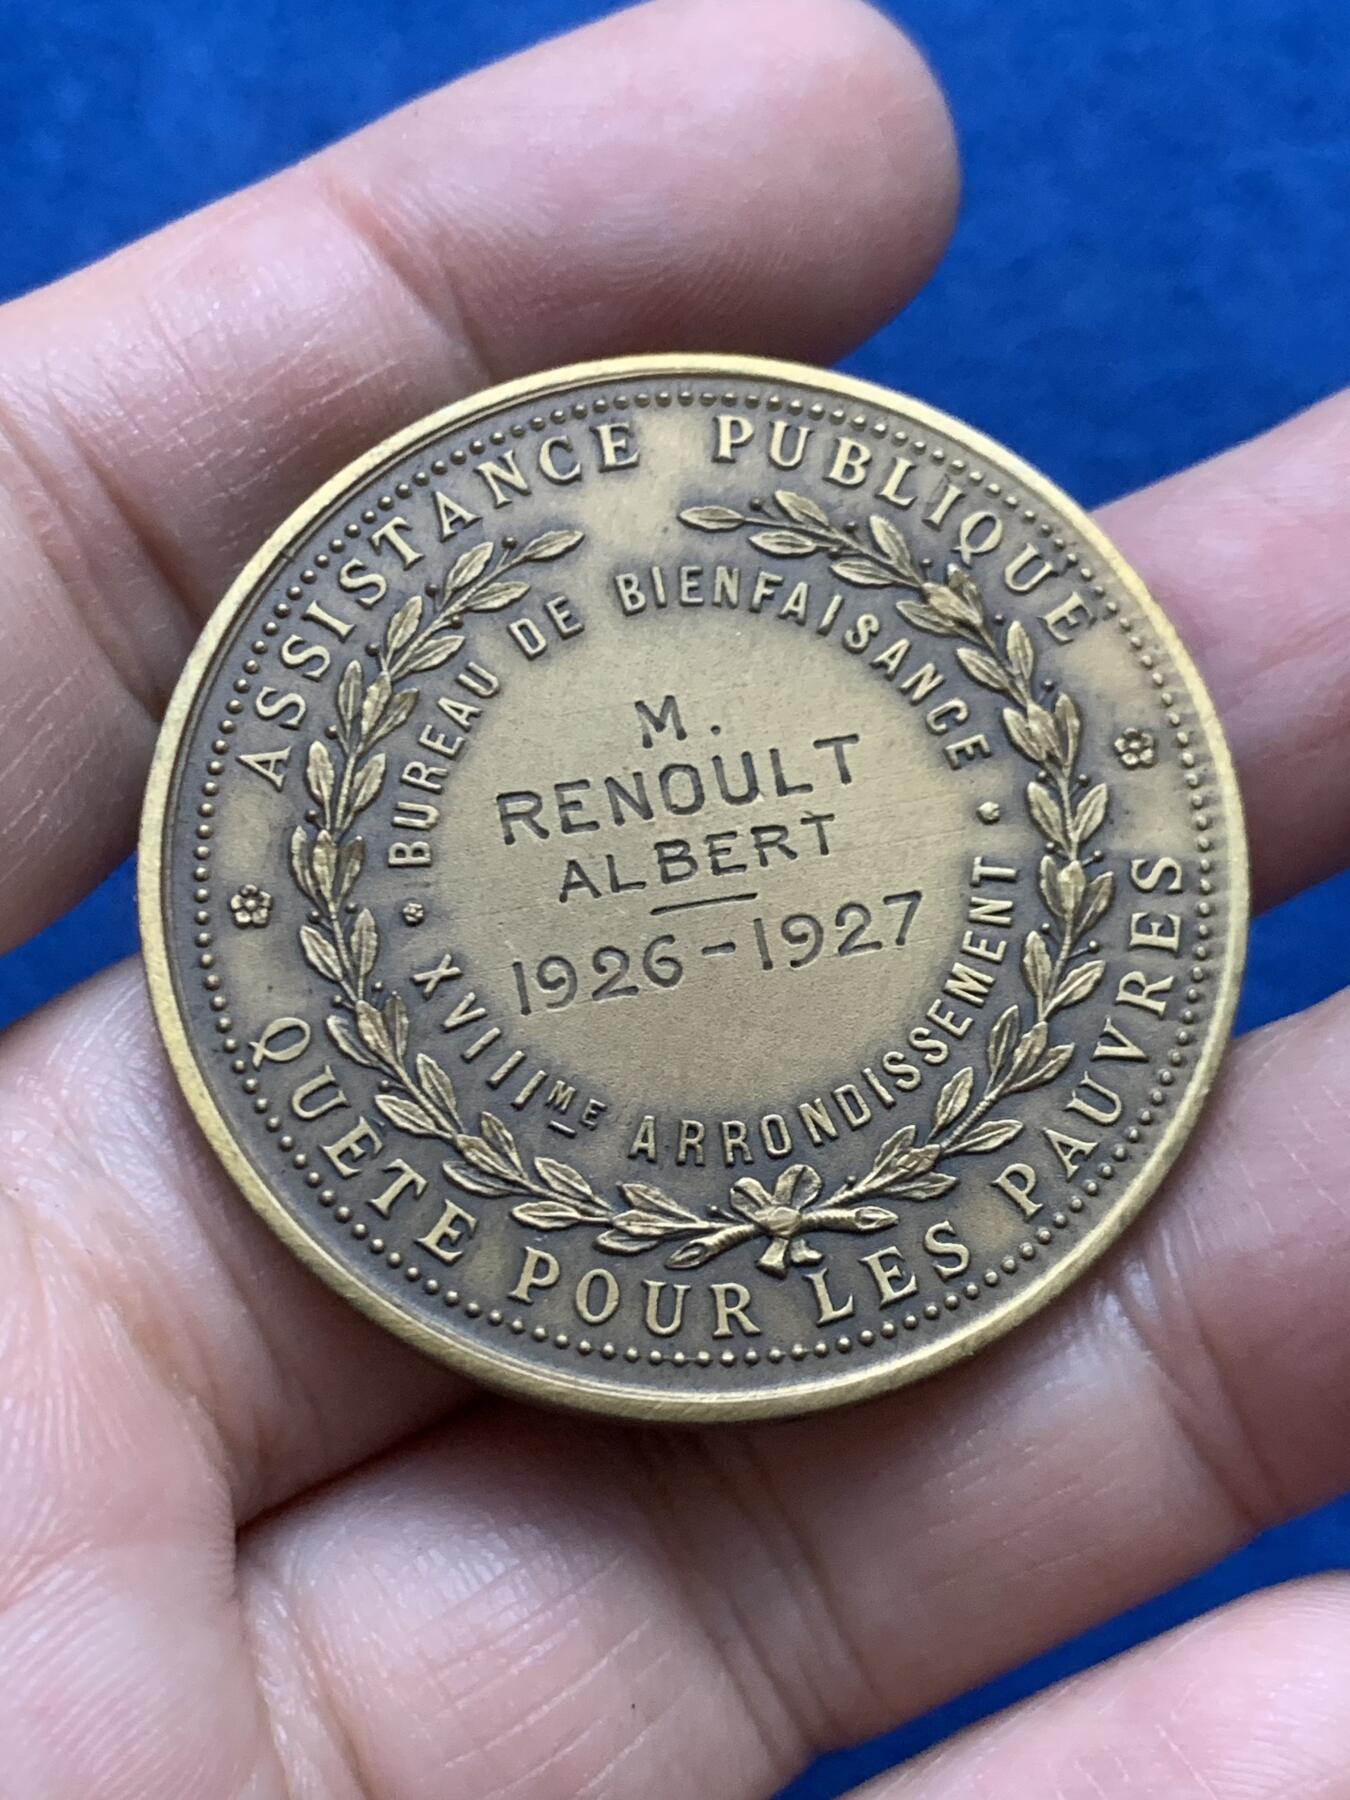 ASSISTANCE PUBLIQUE
QUETE POUR LES PAUVRES
BUREAU DE BIENFAISANCE
XVIIIME ARRONDISSEMENT
M.
RENOULT
ALBERT
1926-1927